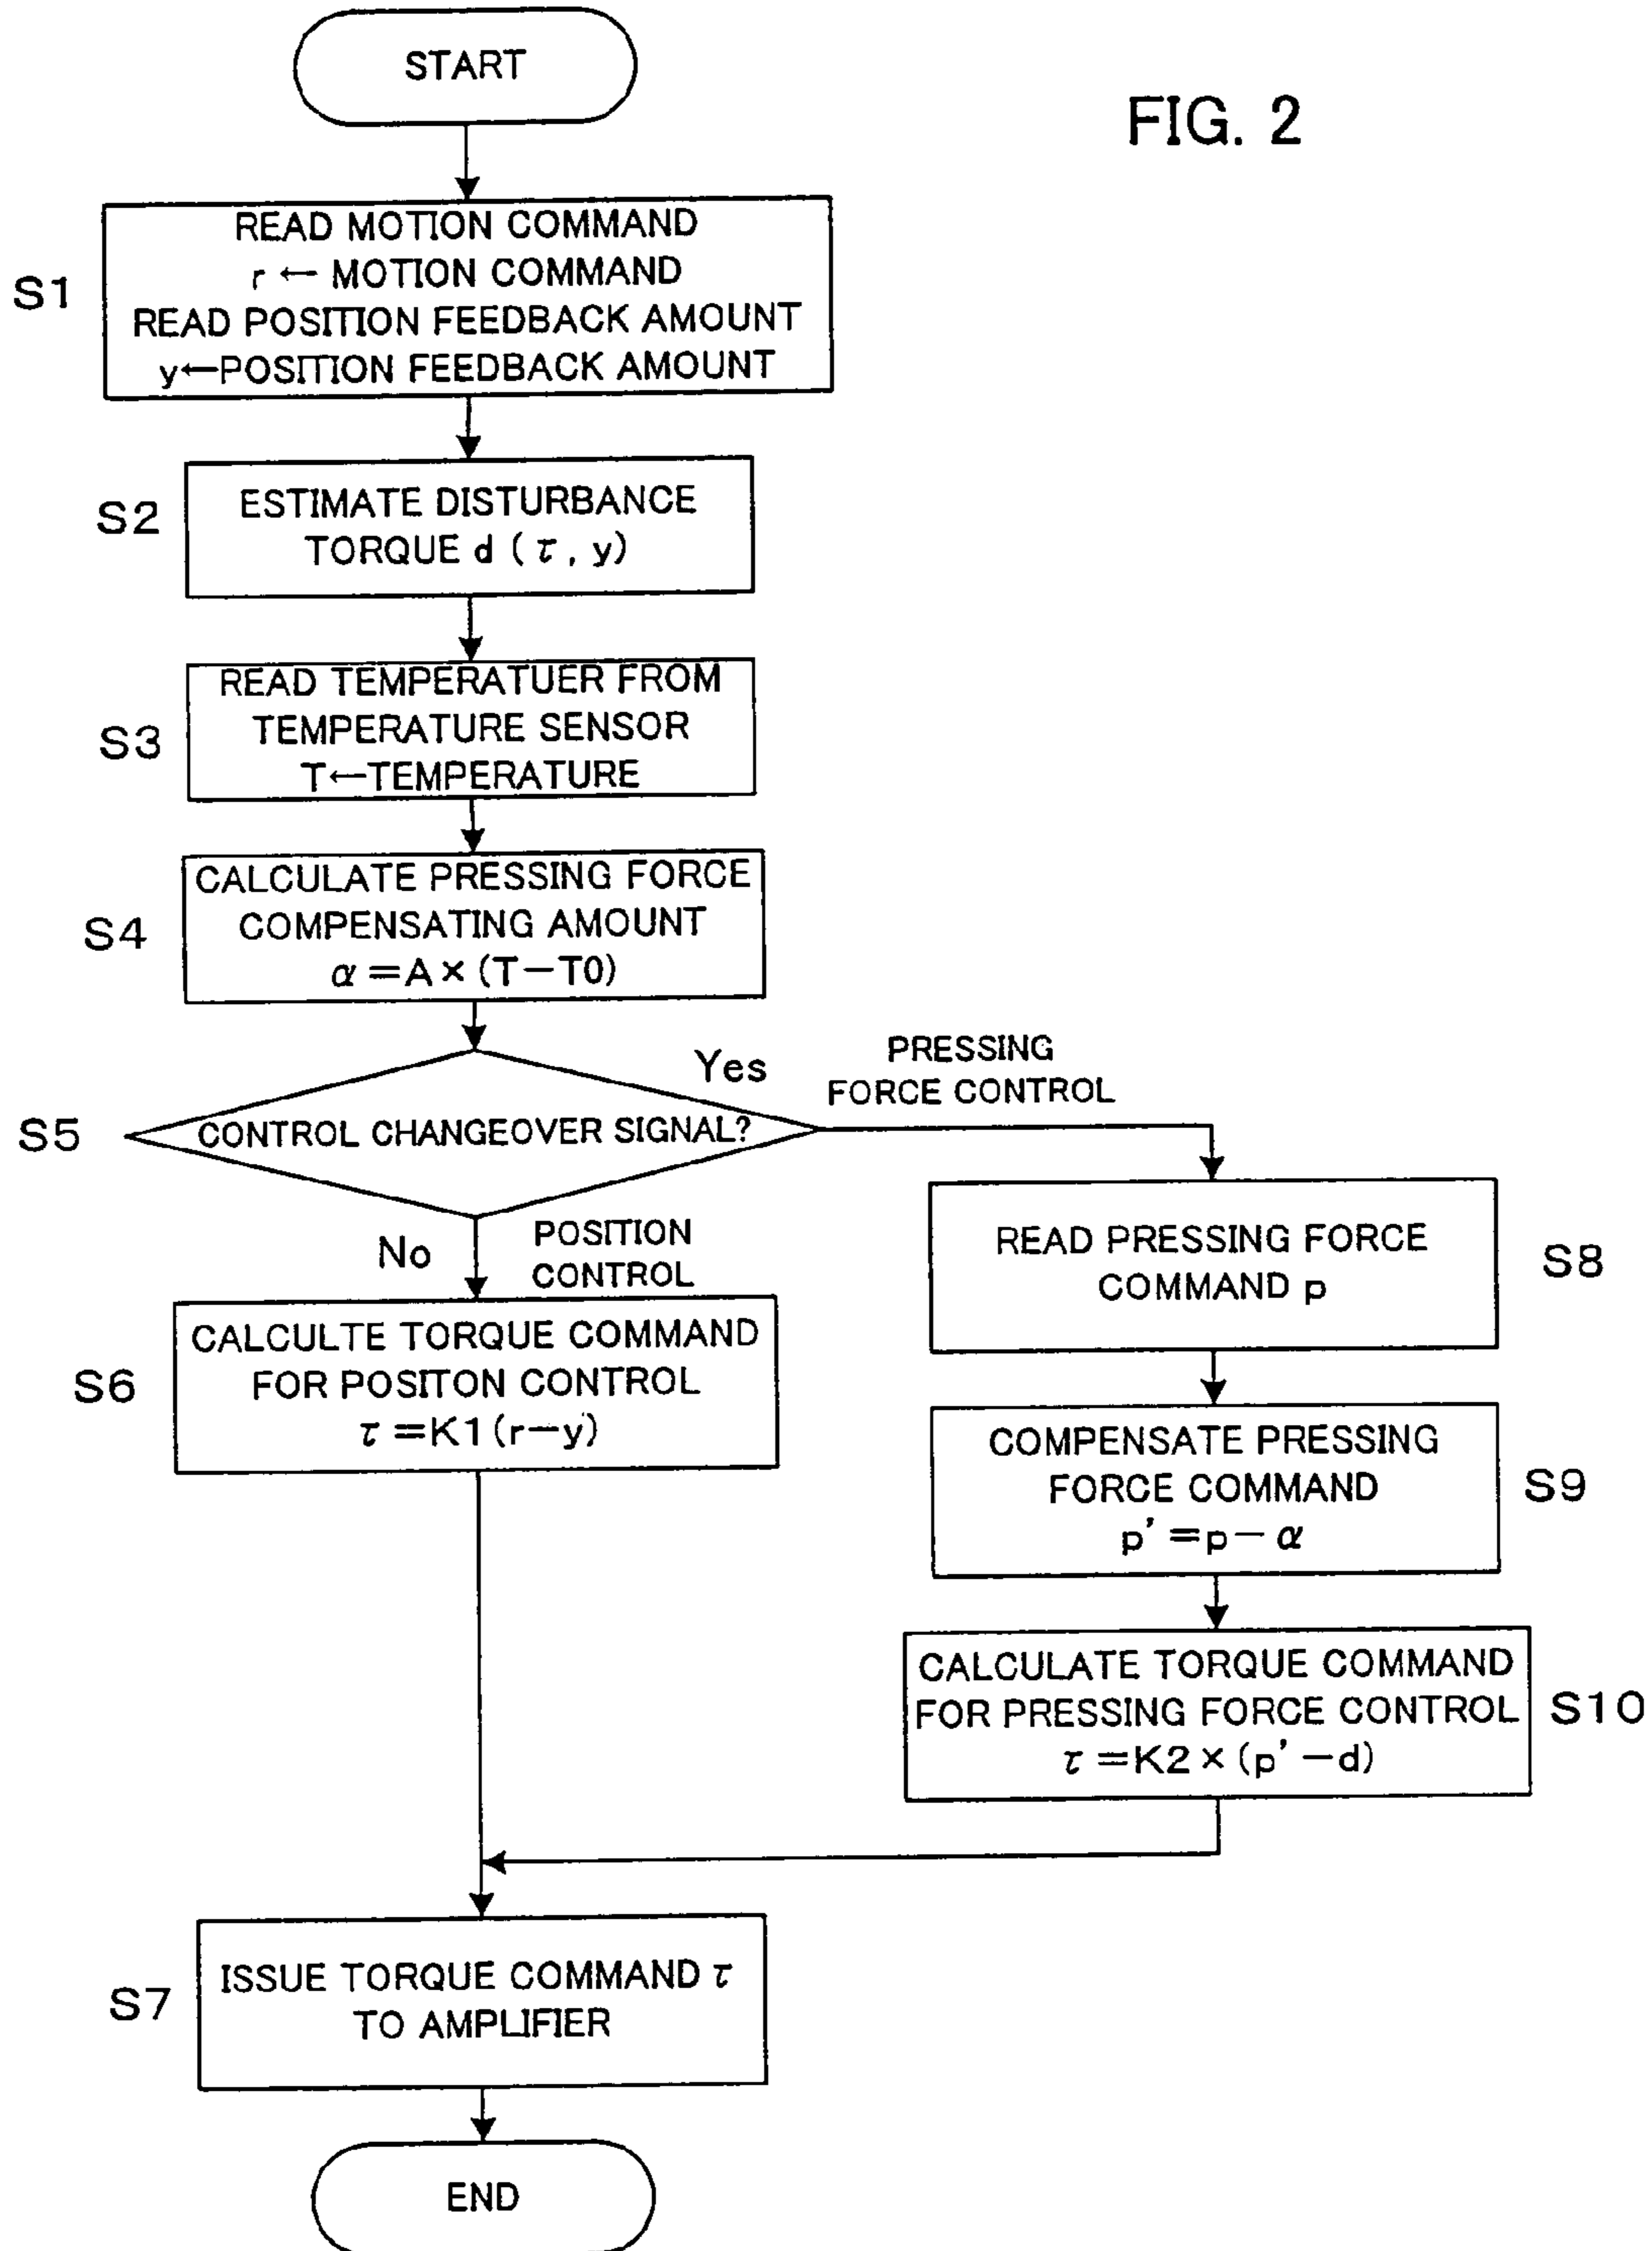 START
FIG. 2
S1
READ MOTION COMMAND
r ← MOTION COMMAND
READ POSITION FEEDBACK AMOUNT
y←POSITION FEEDBACK AMOUNT
S2
ESTIMATE DISTURBANCE
TORQUE d (τ, y)
S3
READ TEMPERATUER FROM
TEMPERATURE SENSOR
T←TEMPERATURE
S4
CALCULATE PRESSING FORCE
COMPENSATING AMOUNT
α=A×(T−T0)
S5
CONTROL CHANGEOVER SIGNAL?
Yes
PRESSING
FORCE CONTROL
No
POSITION
CONTROL
S6
CALCULTE TORQUE COMMAND
FOR POSITON CONTROL
τ=K1(r−y)
READ PRESSING FORCE
COMMAND p
S8
COMPENSATE PRESSING
FORCE COMMAND
p'=p−α
S9
CALCULATE TORQUE COMMAND
FOR PRESSING FORCE CONTROL
τ=K2×(p'−d)
S10
S7
ISSUE TORQUE COMMAND τ
TO AMPLIFIER
END